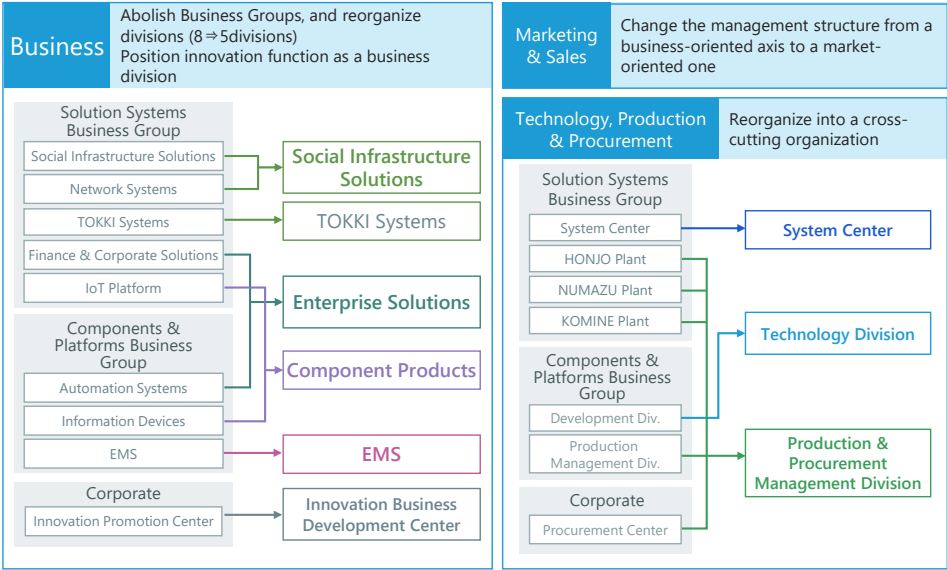 Business
Abolish Business Groups, and reorganize
divisions (8⇒5divisions)
Position innovation function as a business
division
Solution Systems
Business Group
Social Infrastructure Solutions
Network Systems
TOKKI Systems
Finance & Corporate Solutions
IoT Platform
Components &
Platforms Business
Group
Automation Systems
Information Devices
EMS
Corporate
Innovation Promotion Center
Social Infrastructure
Solutions
TOKKI Systems
Enterprise Solutions
Component Products
EMS
Innovation Business
Development Center
Marketing
& Sales
Change the management structure from a
business-oriented axis to a market-
oriented one
Technology, Production
& Procurement
Reorganize into a cross-
cutting organization
Solution Systems
Business Group
System Center
HONJO Plant
NUMAZU Plant
KOMINE Plant
Components &
Platforms Business
Group
Development Div.
Production
Management Div.
Corporate
Procurement Center
System Center
Technology Division
Production &
Procurement
Management Division